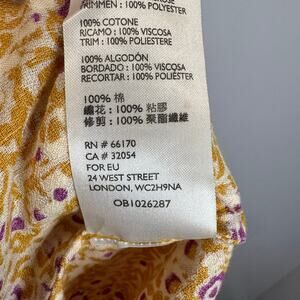 TRIMMEN : 100% POLYESTER
100% COTONE
RICAMO : 100% VISCOSA
TRIM : 100% POLIESTERE
100% ALGODÓN
BORDADO : 100% VISCOSA
RECORTAR : 100% POLIÉSTER
100% 棉
繡花 : 100% 粘膠
修剪 : 100% 聚酯纖維
RN # 66170
CA # 32054
FOR EU
24 WEST STREET
LONDON, WC2H9NA
OB1026287